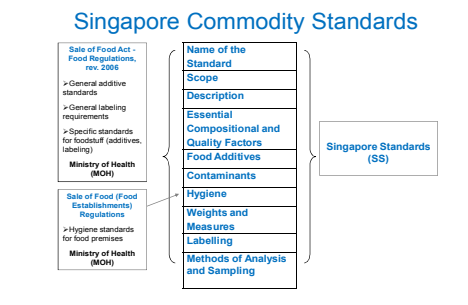 Singapore Commodity Standards
Sale of Food Act -
Food Regulations,
rev. 2006
➢General additive
standards
➢General labeling
requirements
➢Specific standards
for foodstuff (additives,
labeling)
Ministry of Health
(MOH)
Sale of Food (Food
Establishments)
Regulations
➢Hygiene standards
for food premises
Ministry of Health
(MOH)
Name of the
Standard
Scope
Description
Essential
Compositional and
Quality Factors
Food Additives
Contaminants
Hygiene
Weights and
Measures
Labelling
Methods of Analysis
and Sampling
Singapore Standards
(SS)